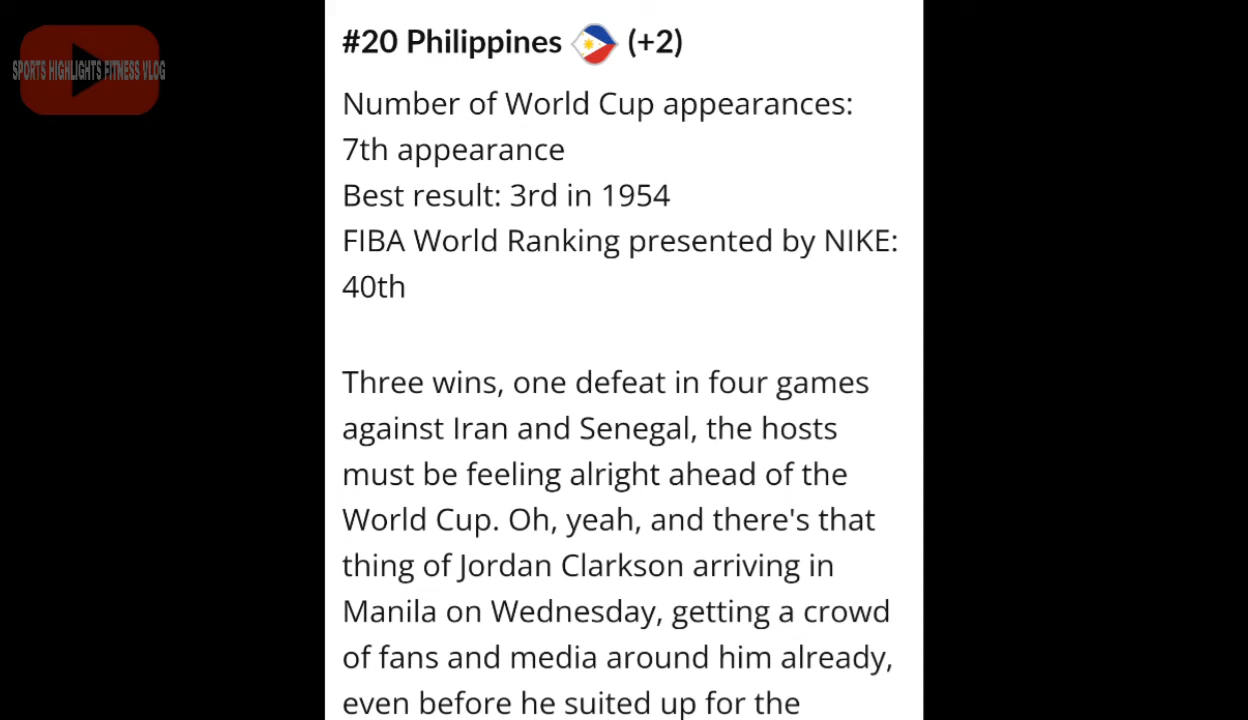 SPORTS HIGHLIGHTS FITNESS VLOG
#20 Philippines (+2)
Number of World Cup appearances:
7th appearance
Best result: 3rd in 1954
FIBA World Ranking presented by NIKE:
40th
Three wins, one defeat in four games
against Iran and Senegal, the hosts
must be feeling alright ahead of the
World Cup. Oh, yeah, and there's that
thing of Jordan Clarkson arriving in
Manila on Wednesday, getting a crowd
of fans and media around him already,
even before he suited up for the